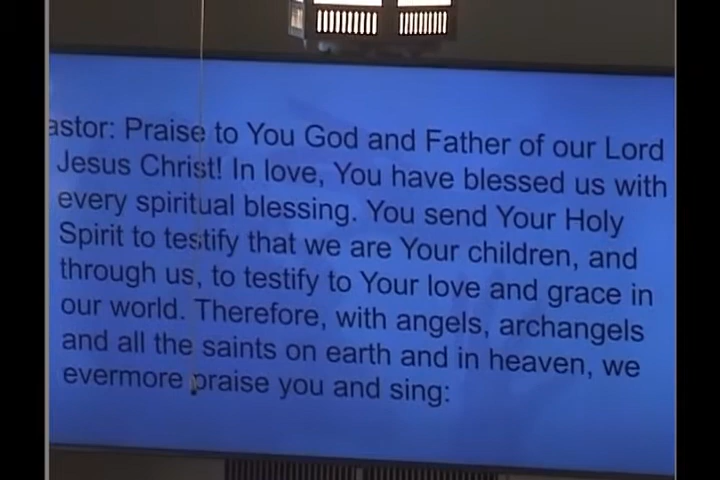 astor: Praise to You God and Father of our Lord
Jesus Christ! In love, You have blessed us with
every spiritual blessing. You send Your Holy
Spirit to testify that we are Your children, and
through us, to testify to Your love and grace in
our world. Therefore, with angels, archangels
and all the saints on earth and in heaven, we
evermore praise you and sing: